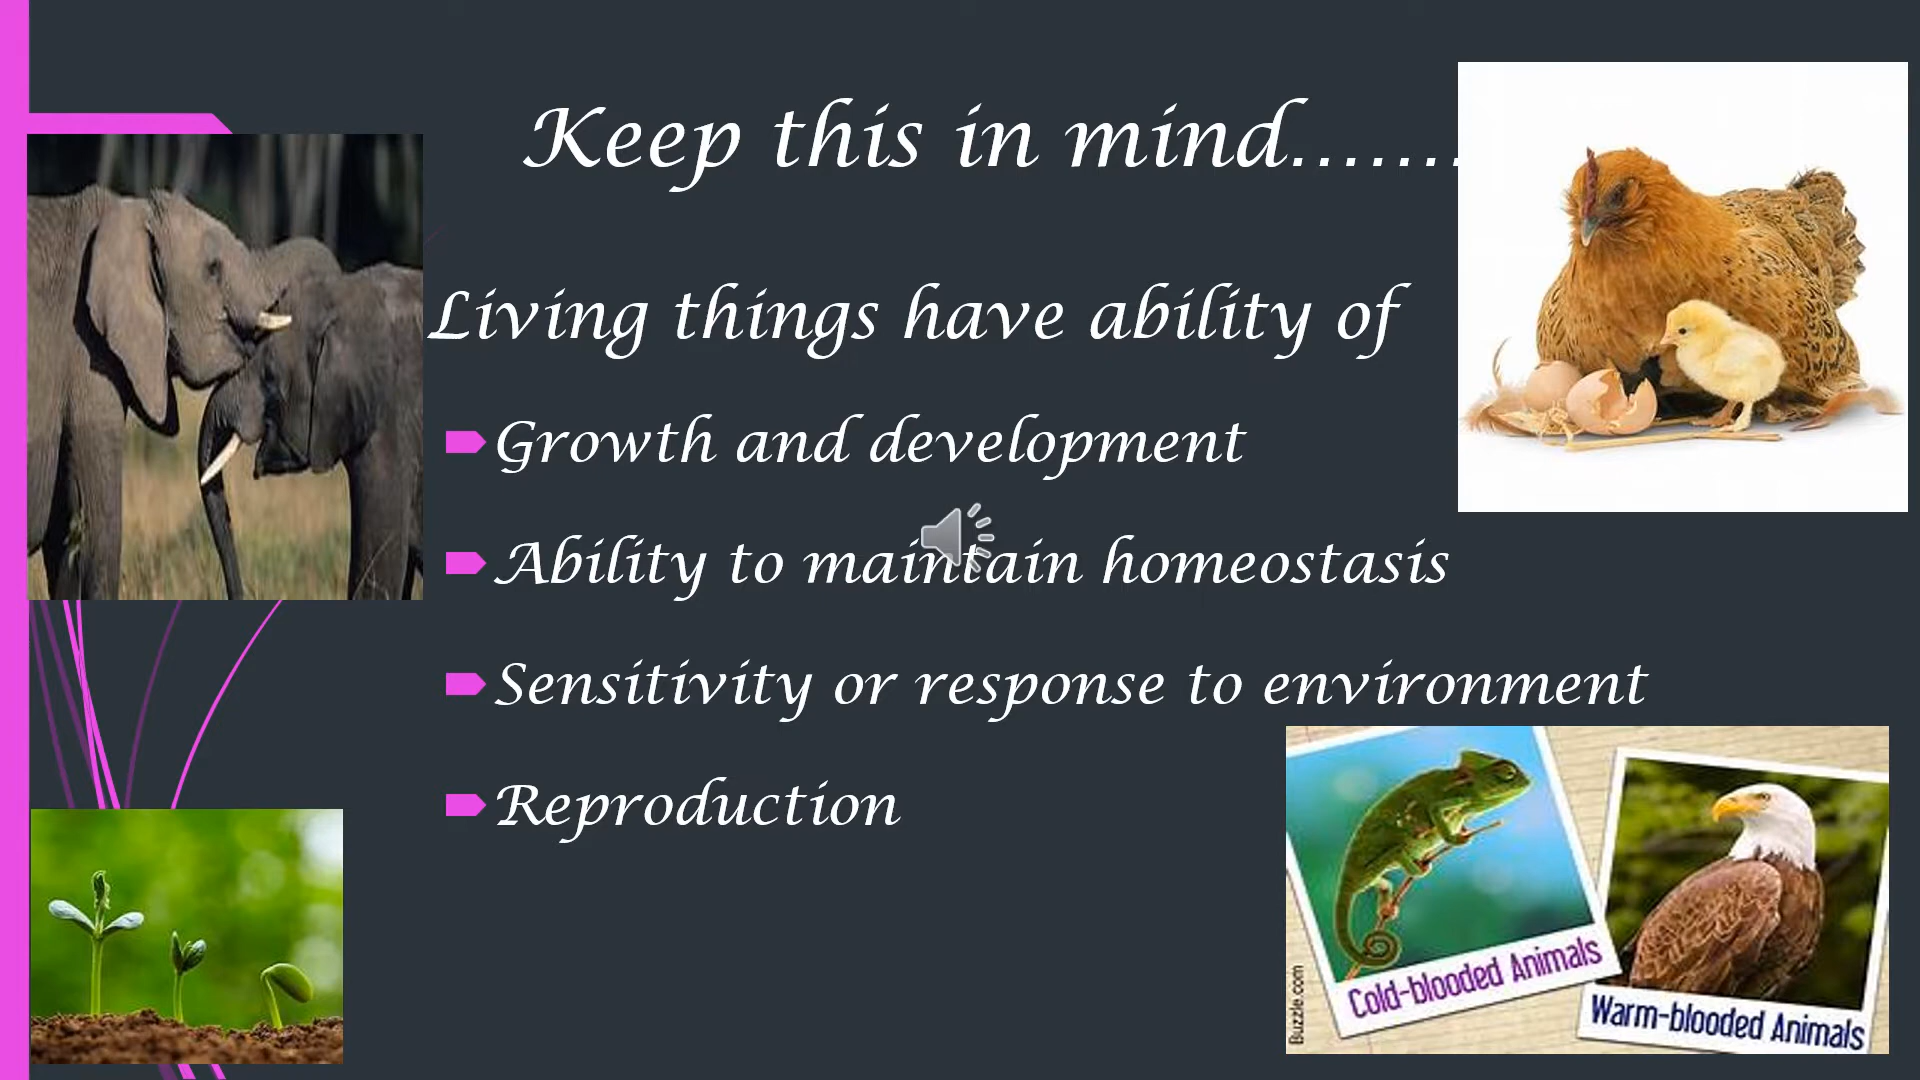 Keep this in mind.......
Living things have ability of
Growth and development
Ability to maintain homeostasis
Sensitivity or response to environment
Reproduction
Cold-blooded Animals
Warm-blooded Animals
Buzzle.com